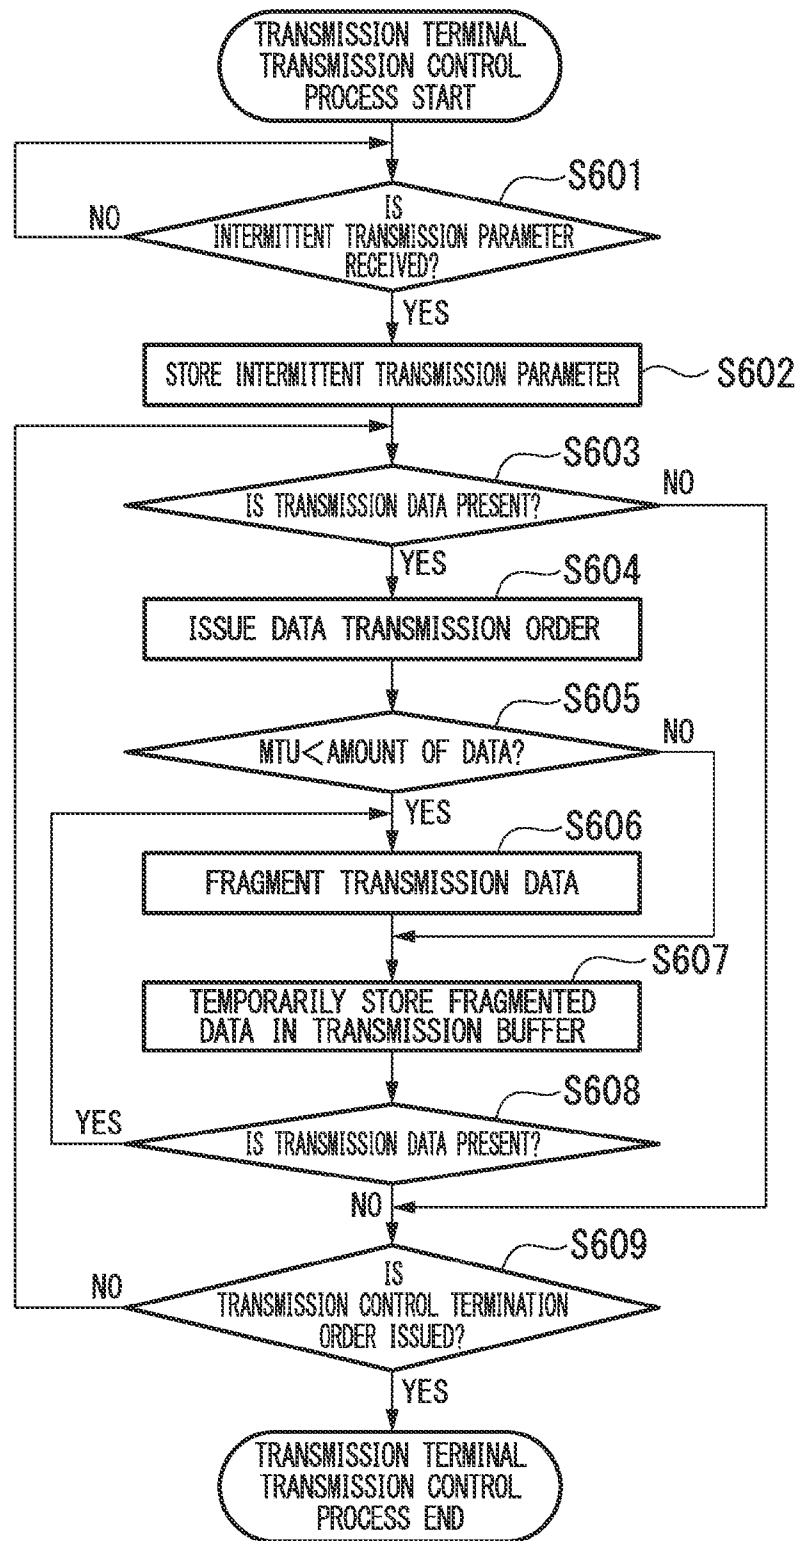 TRANSMISSION TERMINAL
TRANSMISSION CONTROL
PROCESS START
S601
IS
INTERMITTENT TRANSMISSION PARAMETER
RECEIVED?
NO
YES
STORE INTERMITTENT TRANSMISSION PARAMETER
S602
S603
IS TRANSMISSION DATA PRESENT?
NO
YES
S604
ISSUE DATA TRANSMISSION ORDER
S605
MTU<AMOUNT OF DATA?
NO
YES
S606
FRAGMENT TRANSMISSION DATA
S607
TEMPORARILY STORE FRAGMENTED
DATA IN TRANSMISSION BUFFER
S608
YES
IS TRANSMISSION DATA PRESENT?
NO
S609
NO
IS
TRANSMISSION CONTROL TERMINATION
ORDER ISSUED?
YES
TRANSMISSION TERMINAL
TRANSMISSION CONTROL
PROCESS END